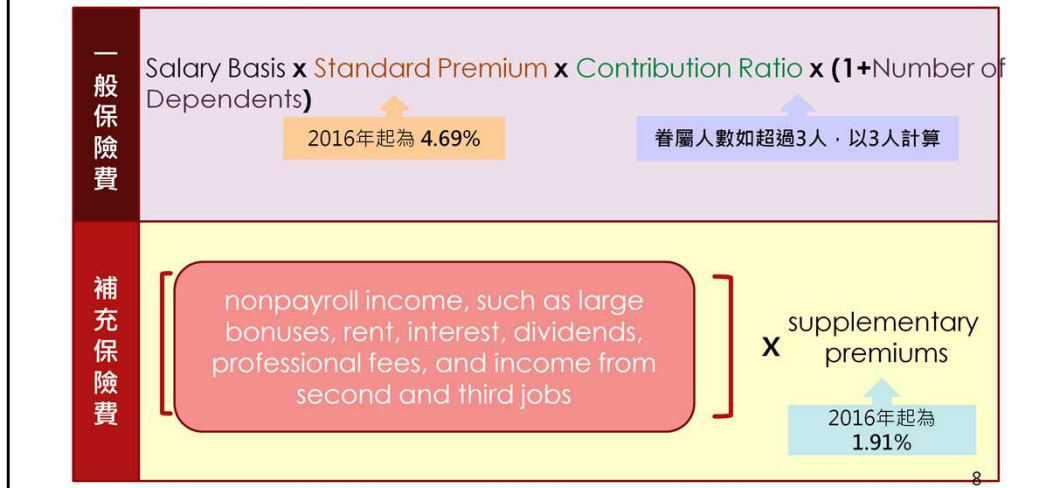 一般保險費
Salary Basis x Standard Premium x Contribution Ratio x (1+Number of
Dependents)
2016年起為 4.69%
眷屬人數如超過3人，以3人計算
補充保險費
nonpayroll income, such as large
bonuses, rent, interest, dividends,
professional fees, and income from
second and third jobs
x
supplementary
premiums
2016年起為
1.91%
8